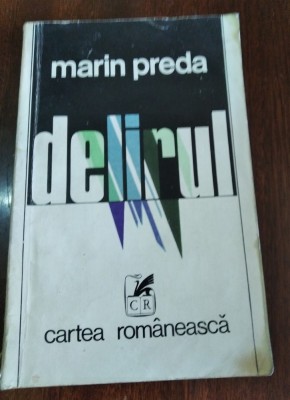 marin preda
delirul
CR
cartea românească